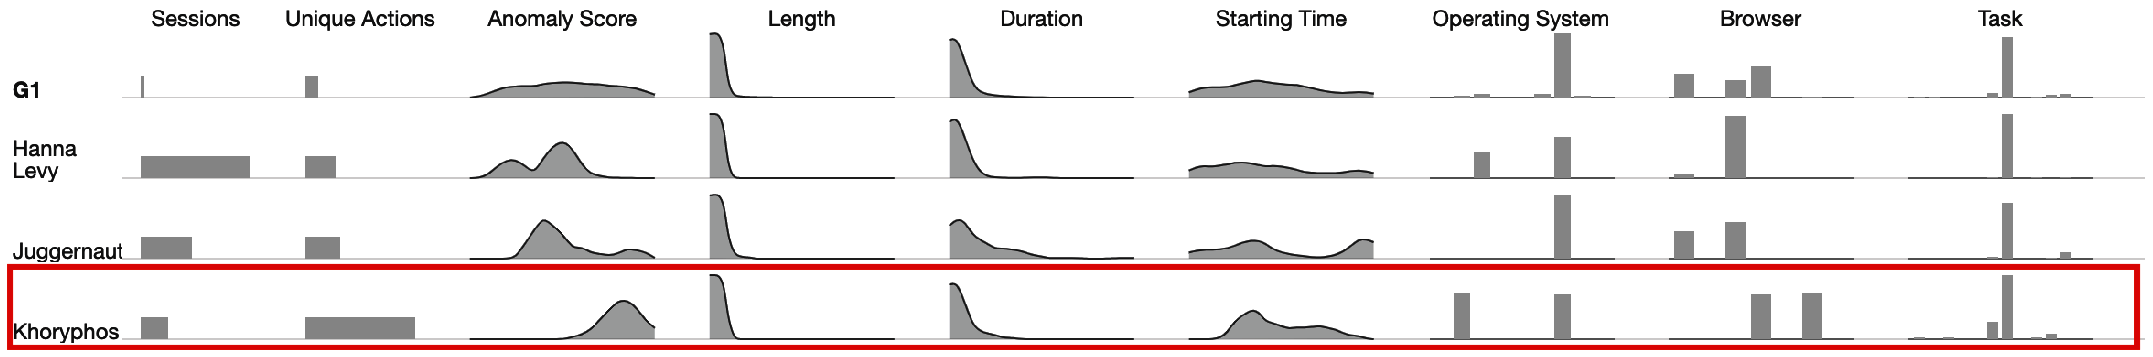 Sessions Unique Actions Anomaly Score Length Duration Starting Time Operating System Browser Task
G1
Hanna
Levy
Juggernaut
Khoryphos